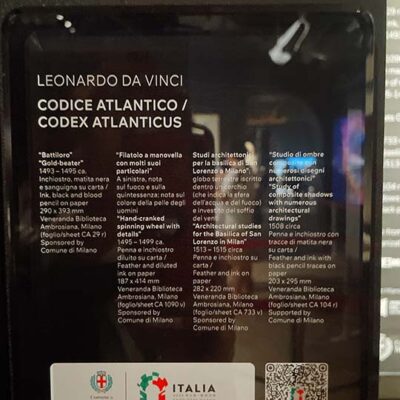 LEONARDO DA VINCI
CODICE ATLANTICO /
CODEX ATLANTICUS
"Battiloro"
"Gold-beater"
1493 – 1495 ca.
Inchiostro, matita nera
e sanguigna su carta /
Ink, black and blood
pencil on paper
290 x 393 mm
Veneranda Biblioteca
Ambrosiana, Milano
(foglio/sheet CA 29 r)
Sponsored by
Comune di Milano
"Filatoio a manovella
con molti suoi
particolari"
A sinistra, nota
sul fuoco e sulla
quintessenza; nota sul
colore della pelle degli
uomini
"Hand-cranked
spinning wheel with
details"
1495 – 1499 ca.
Penna e inchiostro
diluito su carta /
Feather and diluted
ink on paper
187 x 414 mm
Veneranda Biblioteca
Ambrosiana, Milano
(foglio/sheet CA 1090 v)
Sponsored by
Comune di Milano
Studi architettonici
per la basilica di San
Lorenzo a Milano";
globo terrestre iscritto
dentro un cerchio
(che indica la sfera
dell'acqua e del fuoco)
e investito del soffio
dei venti
"Architectural studies
for the Basilica of San
Lorenzo in Milan"
1513 – 1515 circa
Penna e inchiostro
su carta /
Feather and ink on
paper
282 x 220 mm
Veneranda Biblioteca
Ambrosiana, Milano
(foglio/sheet CA 733 v)
Sponsored by
Comune di Milano
"Studio di ombre
composte con
numerosi disegni
architettonici"
"Study of
composite shadows
with numerous
architectural
drawings"
1508 circa
Penna e inchiostro con
tracce di matita nera
su carta /
Feather and ink with
black pencil traces on
paper
203 x 295 mm
Veneranda Biblioteca
Ambrosiana, Milano
(foglio/sheet CA 104 r)
Supported by
Comune di Milano
ITALIA